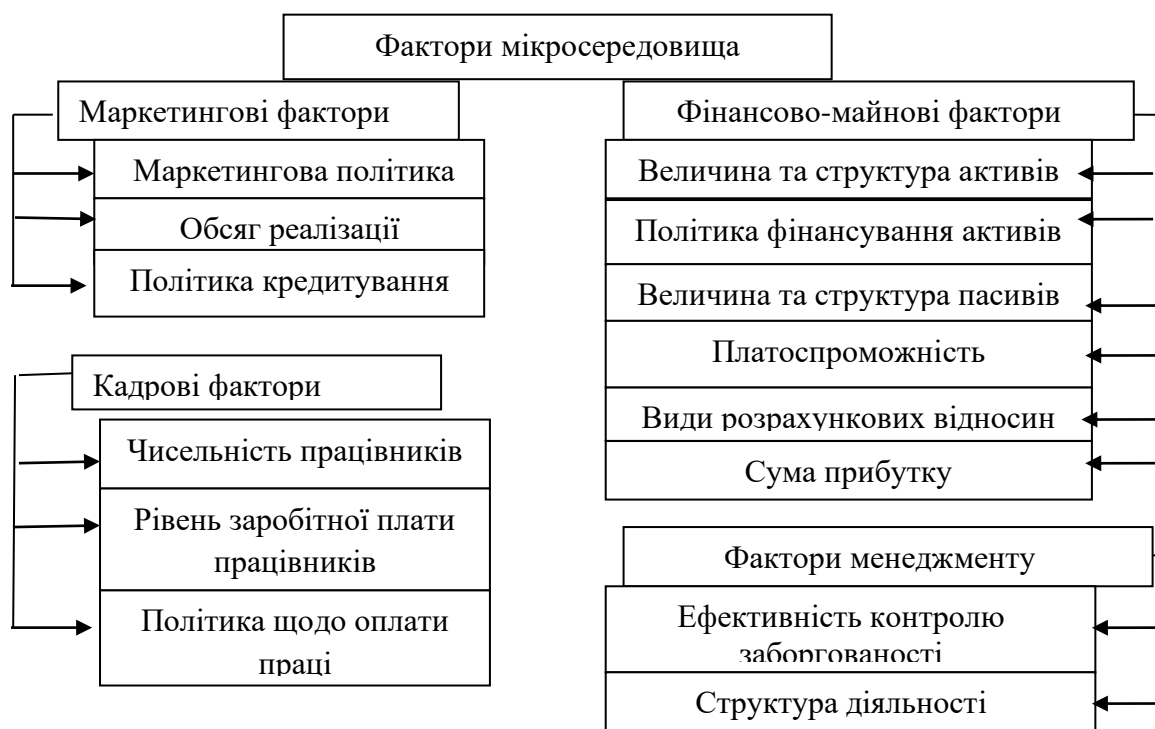 Фактори мікросередовища
Маркетингові фактори
Маркетингова політика
Обсяг реалізації
Політика кредитування
Кадрові фактори
Чисельність працівників
Рівень заробітної плати
працівників
Політика щодо оплати
праці
Фінансово-майнові фактори
Величина та структура активів
Політика фінансування активів
Величина та структура пасивів
Платоспроможність
Види розрахункових відносин
Сума прибутку
Фактори менеджменту
Ефективність контролю
заборгованості
Структура діяльності